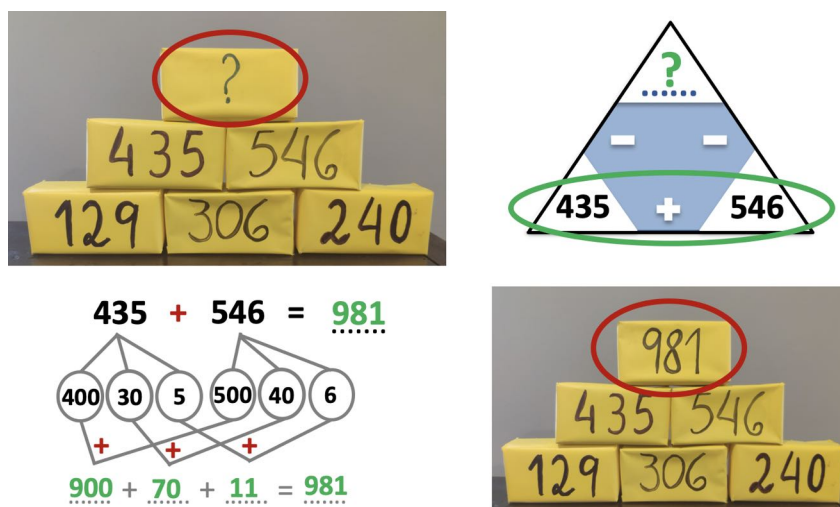 ?
435 546
129 306 240
?
......
- -
435 + 546
435 + 546 = 981
400 30 5 500 40 6
+ + +
900 + 70 + 11 = 981
981
435 546
129 306 240